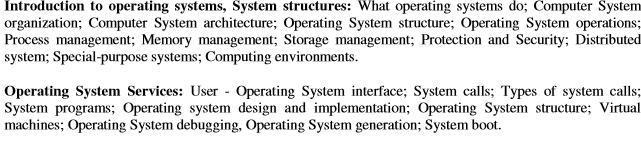 Introduction to operating systems, System structures: What operating systems do; Computer System
organization; Computer System architecture; Operating System structure; Operating System operations;
Process management; Memory management; Storage management; Protection and Security; Distributed
system; Special-purpose systems; Computing environments.
Operating System Services: User - Operating System interface; System calls; Types of system calls;
System programs; Operating system design and implementation; Operating System structure; Virtual
machines; Operating System debugging, Operating System generation; System boot.